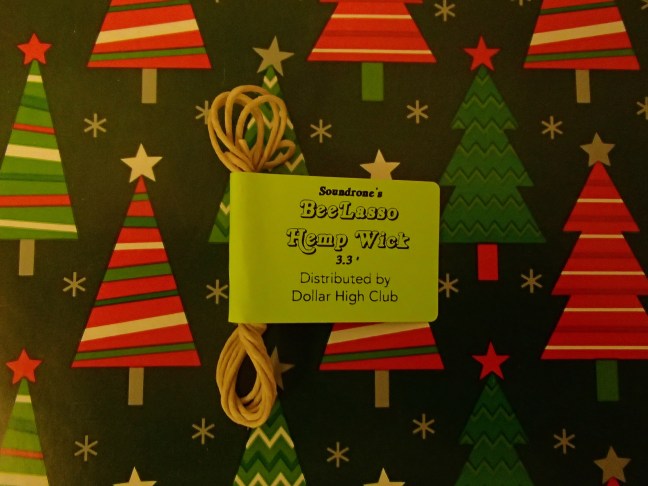 Soundrone's
BeeLasso
Hemp Wick
3.3'
Distributed by
Dollar High Club